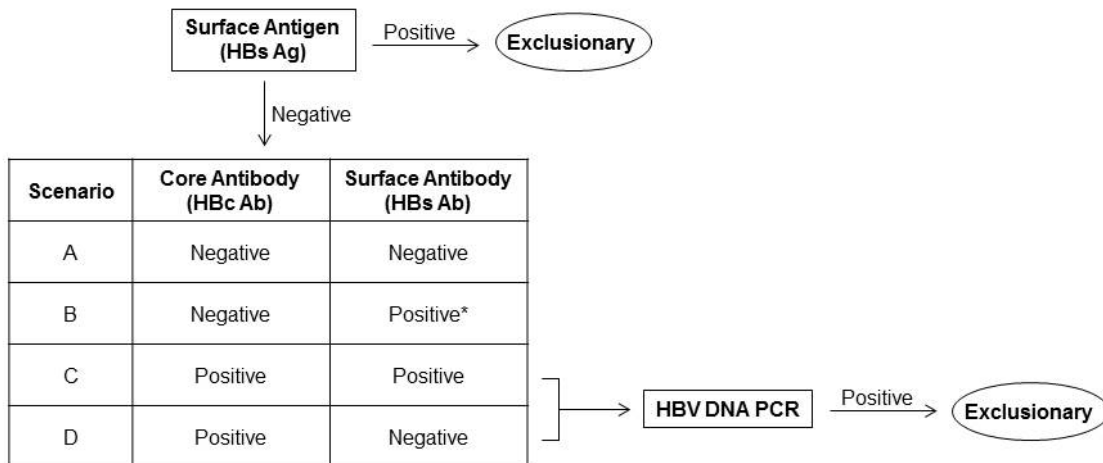 Surface Antigen
(HBs Ag)
Positive
Exclusionary
Negative
Scenario
Core Antibody
(HBc Ab)
Surface Antibody
(HBs Ab)
A
Negative
Negative
B
Negative
Positive*
C
Positive
Positive
D
Positive
Negative
HBV DNA PCR
Positive
Exclusionary